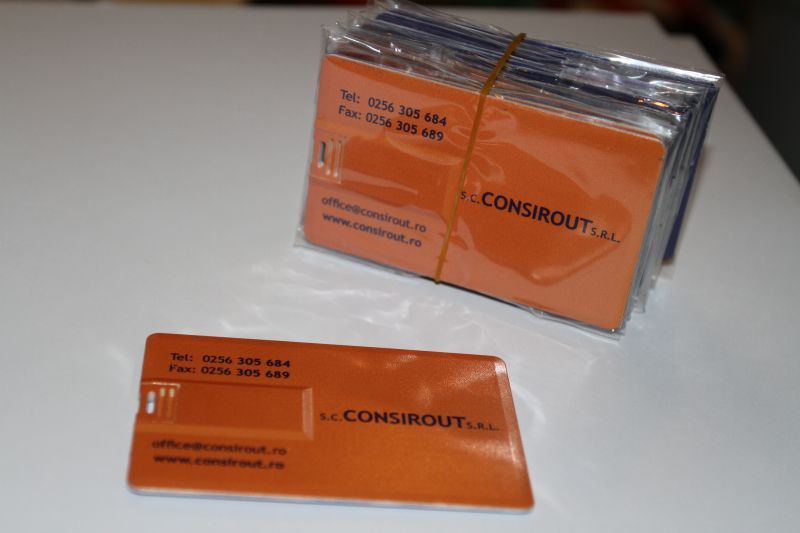 Tel: 0256 305 684
Fax: 0256 305 689
s.c. CONSIROUT S.R.L.
office@consirout.ro
www.consirout.ro
Tel: 0256 305 684
Fax: 0256 305 689
s.c. CONSIROUT S.R.L.
office@consirout.ro
www.consirout.ro